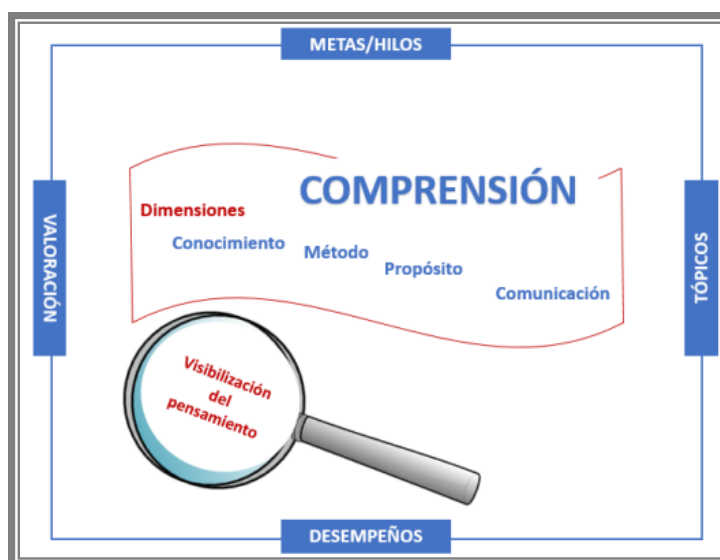 METAS/HILOS
COMPRENSIÓN
Dimensiones
Conocimiento
Método
Propósito
Comunicación
VALORACIÓN
TÓPICOS
Visibilización
del
pensamiento
DESEMPEÑOS